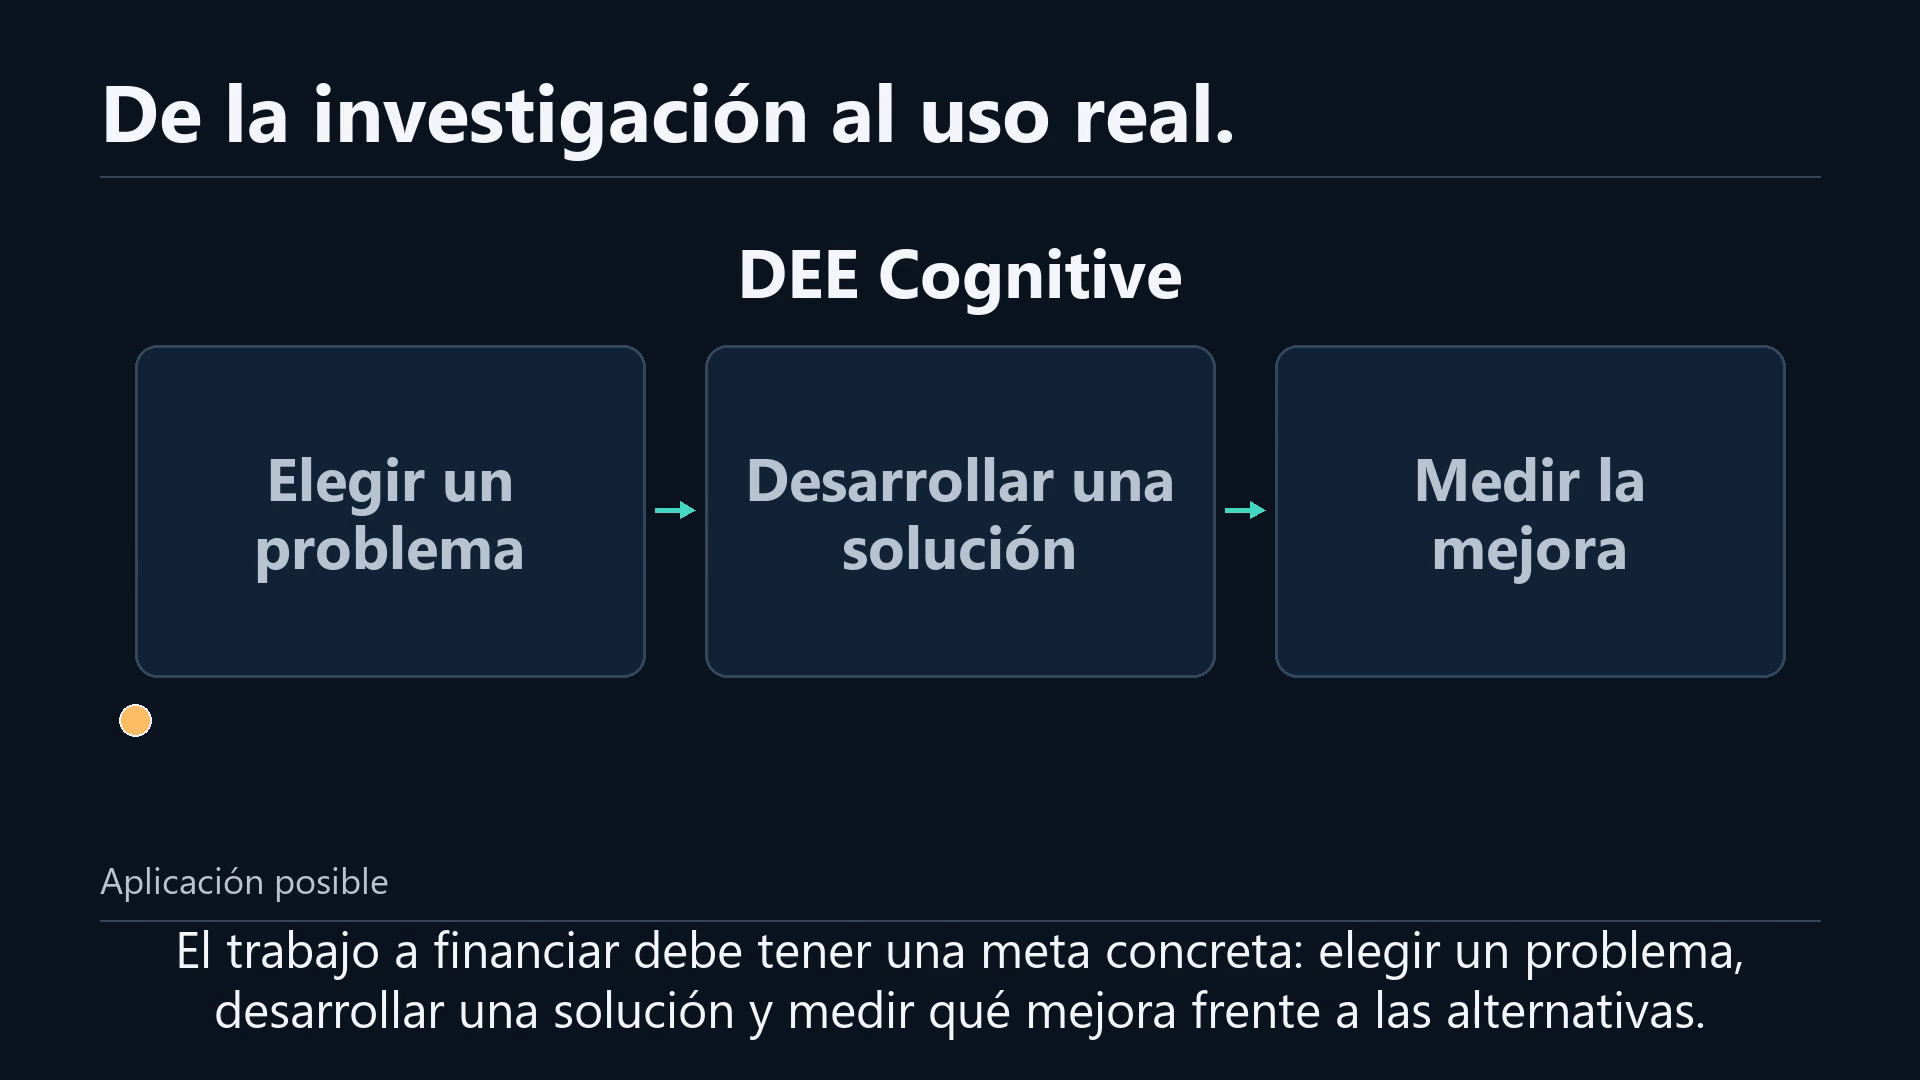 De la investigación al uso real.
DEE Cognitive
Elegir un
problema
Desarrollar una
solución
Medir la
mejora
Aplicación posible
El trabajo a financiar debe tener una meta concreta: elegir un problema,
desarrollar una solución y medir qué mejora frente a las alternativas.